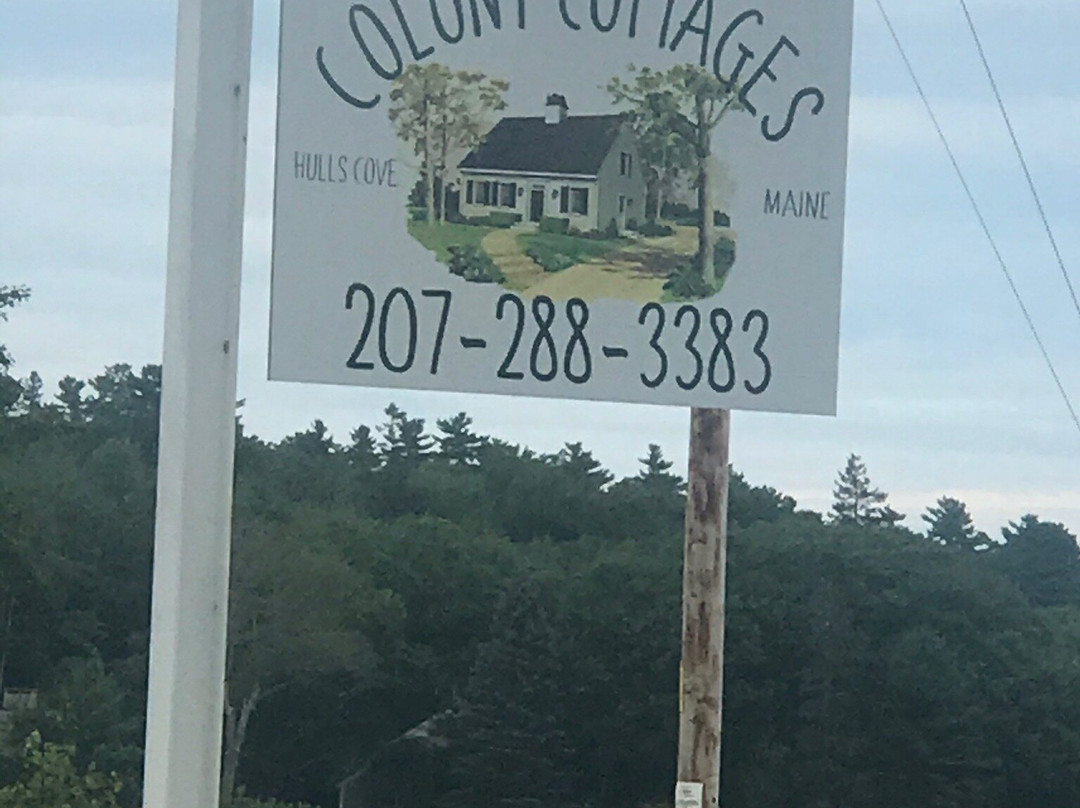 COLONY COTTAGES
HULLS COVE
MAINE
207-288-3383